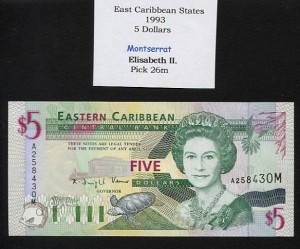 East Caribbean States
1993
5 Dollars
Montserrat
Elisabeth II.
Pick 26m
$5
EASTERN CARIBBEAN
CENTRAL BANK
THESE NOTES ARE LEGAL TENDER
FOR THE PAYMENT OF ANY AMOUNT
FIVE
DOLLARS
A258430M
GOVERNOR
A258430M
$5